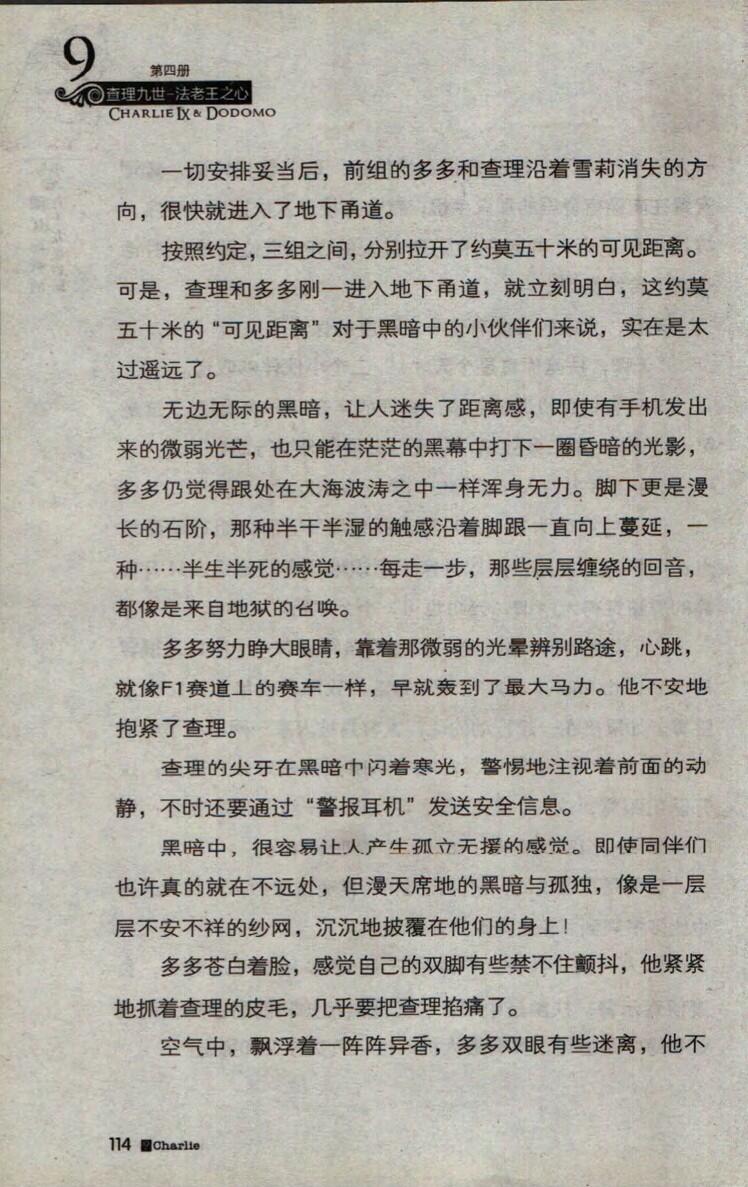 9
第四册
查理九世-法老王之心
CHARLIE IX & DODOMO
一切安排妥当后，前组的多多和查理沿着雪莉消失的方
向，很快就进入了地下甬道。
按照约定，三组之间，分别拉开了约莫五十米的可见距离。
可是，查理和多多刚一进入地下甬道，就立刻明白，这约莫
五十米的“可见距离”对于黑暗中的小伙伴们来说，实在是太
过遥远了。
无边无际的黑暗，让人迷失了距离感，即使有手机发出
来的微弱光芒，也只能在茫茫的黑幕中打下一圈昏暗的光影，
多多仍觉得跟处在大海波涛之中一样浑身无力。脚下更是漫
长的石阶，那种半干半湿的触感沿着脚跟一直向上蔓延，一
种……半生半死的感觉……每走一步，那些层层缠绕的回音，
都像是来自地狱的召唤。
多多努力睁大眼睛，靠着那微弱的光晕辨别路途，心跳，
就像F1赛道上的赛车一样，早就轰到了最大马力。他不安地
抱紧了查理。
查理的尖牙在黑暗中闪着寒光，警惕地注视着前面的动
静，不时还要通过“警报耳机”发送安全信息。
黑暗中，很容易让人产生孤立无援的感觉。即使同伴们
也许真的就在不远处，但漫天席地的黑暗与孤独，像是一层
层不安不祥的纱网，沉沉地披覆在他们的身上！
多多苍白着脸，感觉自己的双脚有些禁不住颤抖，他紧紧
地抓着查理的皮毛，几乎要把查理掐痛了。
空气中，飘浮着一阵阵异香，多多双眼有些迷离，他不
114 Charlie